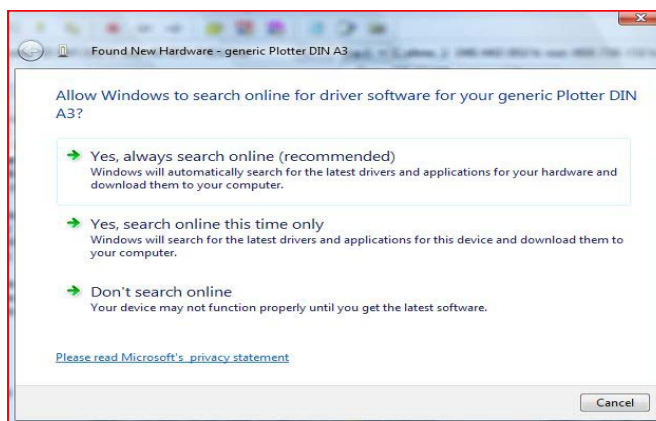 Found New Hardware - generic Plotter DIN A3
Allow Windows to search online for driver software for your generic Plotter DIN
A3?
Yes, always search online (recommended)
Windows will automatically search for the latest drivers and applications for your hardware and
download them to your computer.
Yes, search online this time only
Windows will search for the latest drivers and applications for this device and download them to
your computer.
Don't search online
Your device may not function properly until you get the latest software.
Please read Microsoft's privacy statement
Cancel